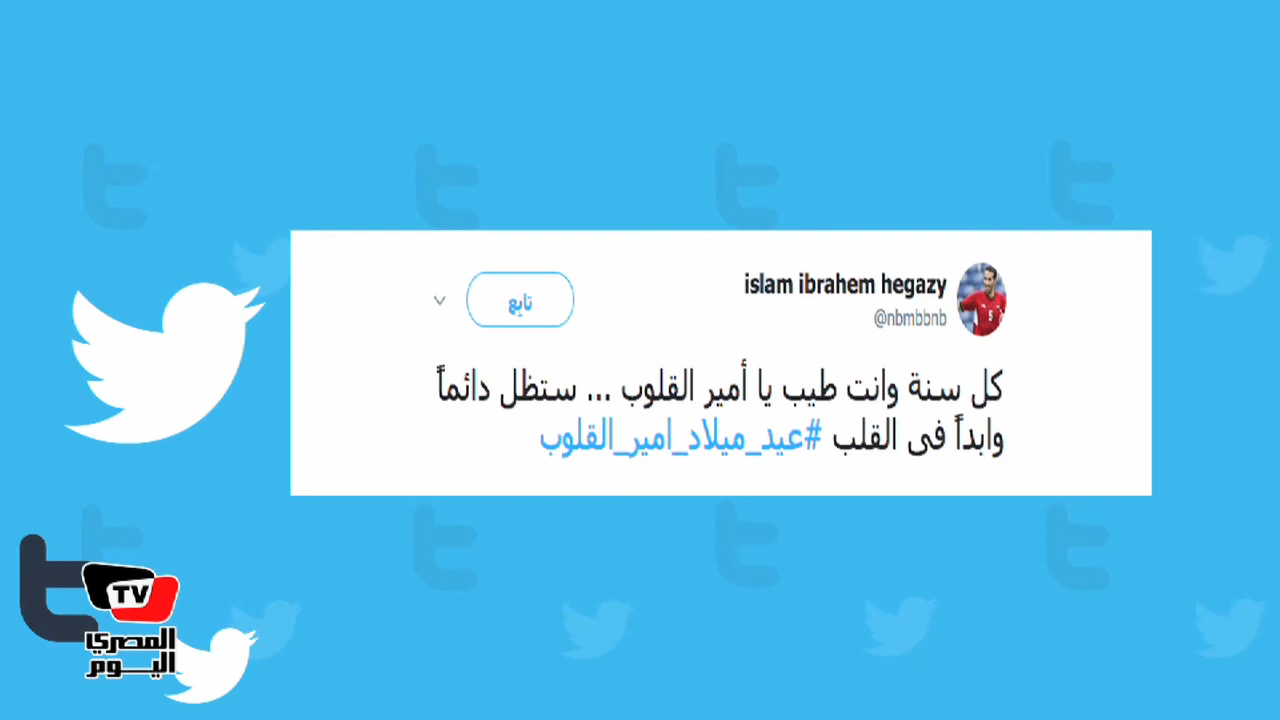 islam ibrahem hegazy
@nbmbbnb
تابع
كل سنة وانت طيب يا أمير القلوب ... ستظل دائماً
وابداً فى القلب #عيد_ميلاد_امير_القلوب
TV
المصري
اليوم